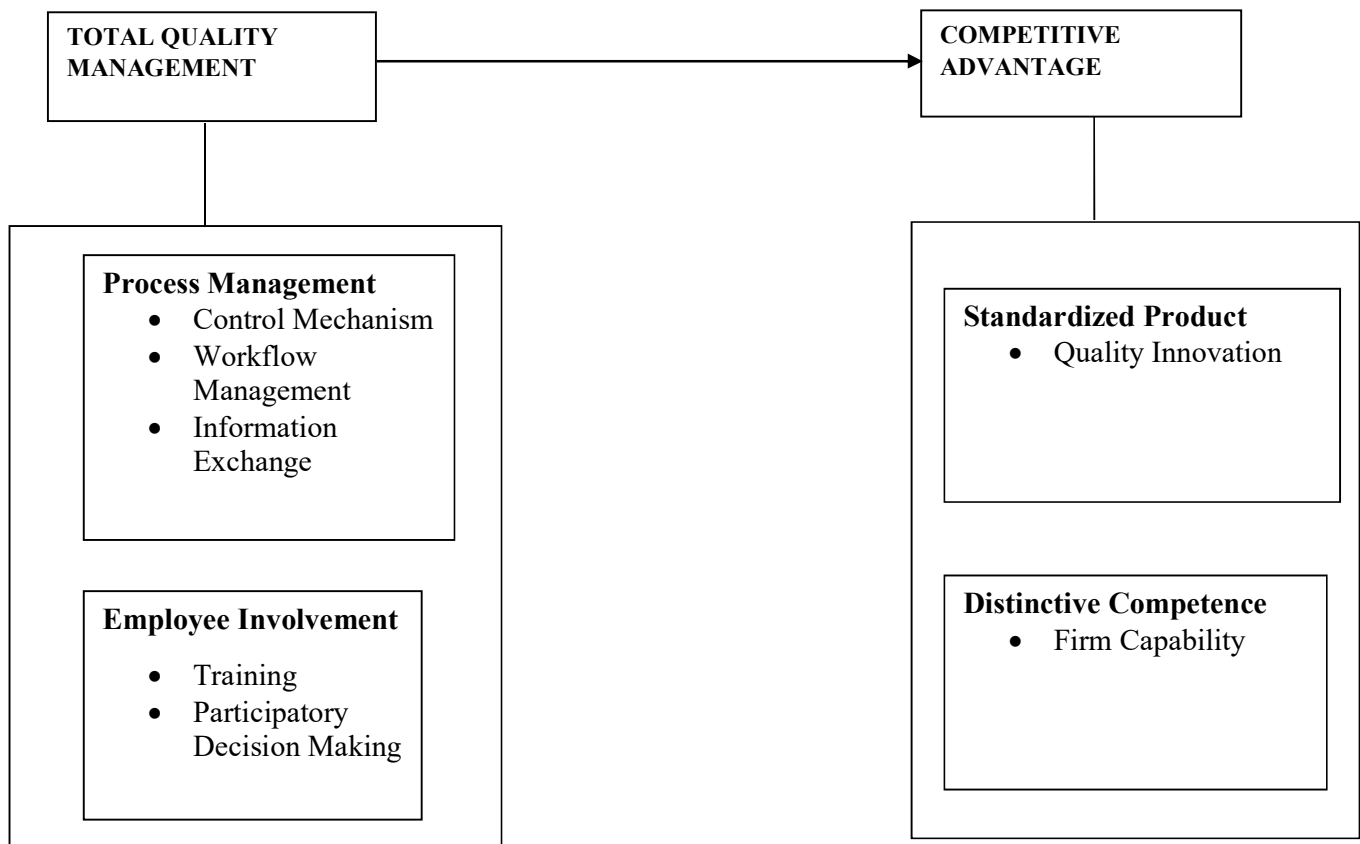 TOTAL QUALITY
MANAGEMENT
COMPETITIVE
ADVANTAGE
Process Management
• Control Mechanism
• Workflow
Management
• Information
Exchange
Employee Involvement
• Training
• Participatory
Decision Making
Standardized Product
• Quality Innovation
Distinctive Competence
• Firm Capability